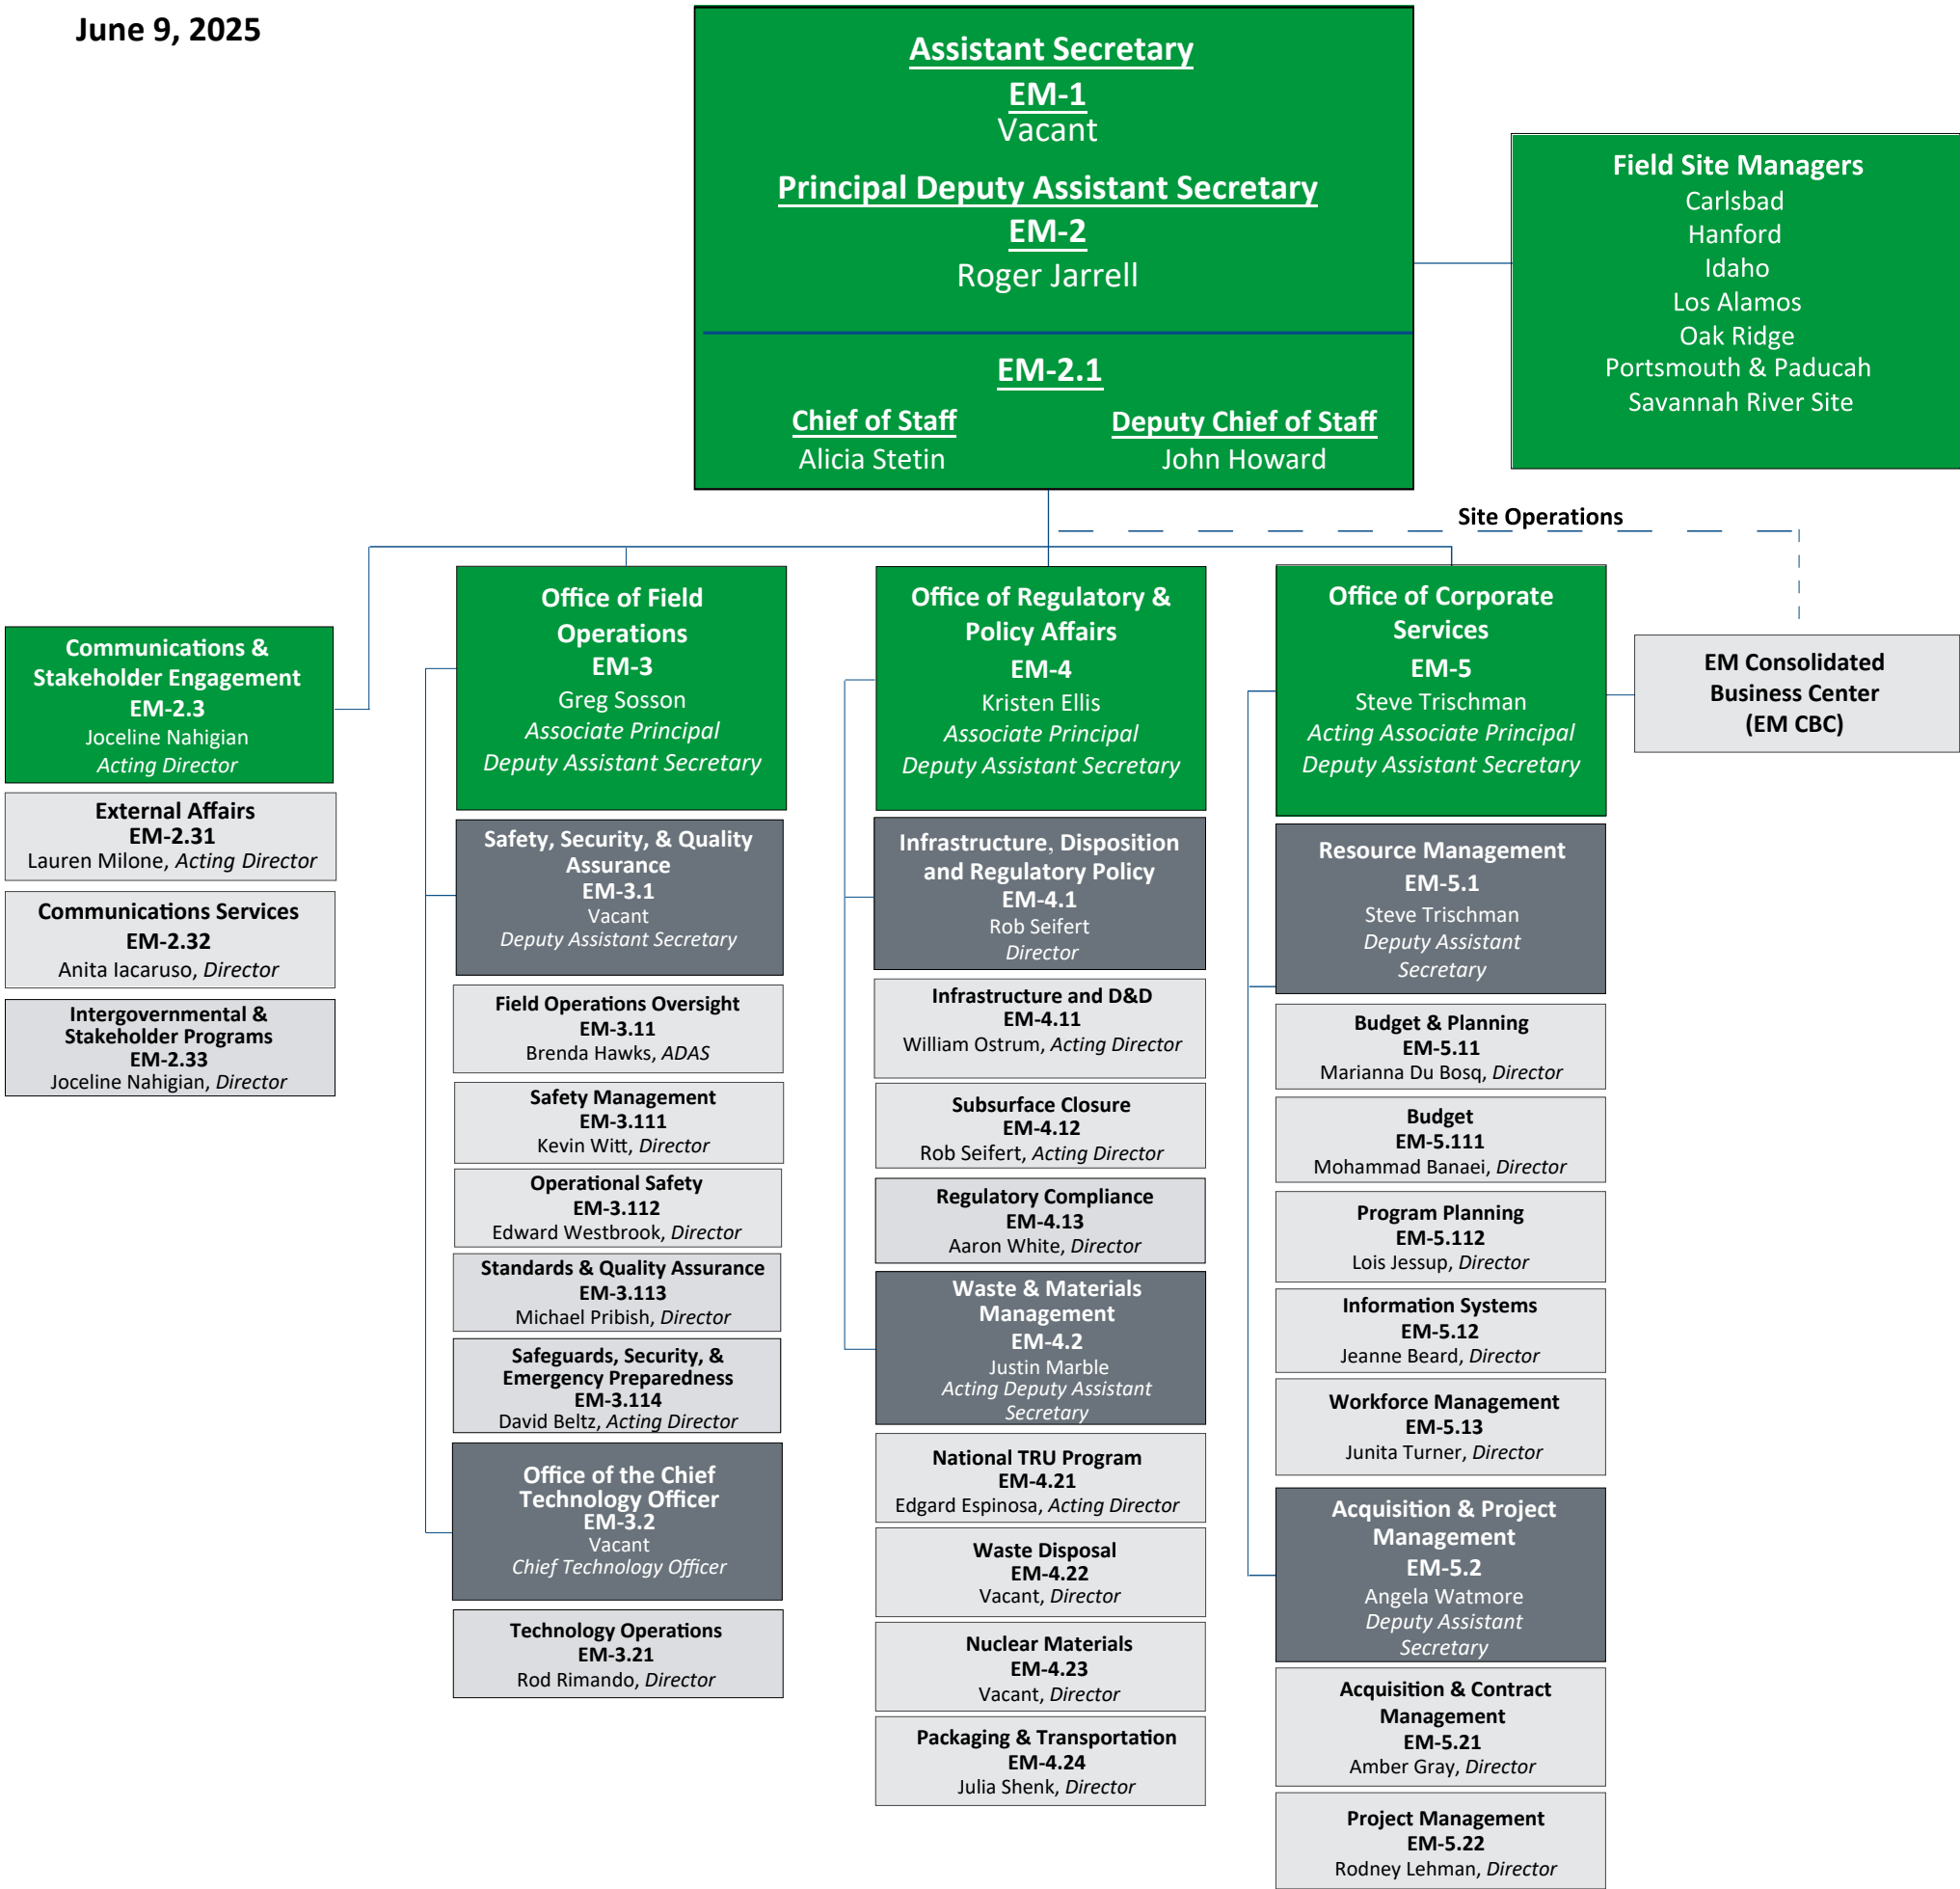 June 9, 2025
Assistant Secretary
EM-1
Vacant
Principal Deputy Assistant Secretary
EM-2
Roger Jarrell
EM-2.1
Chief of Staff
Alicia Stetin
Deputy Chief of Staff
John Howard
Field Site Managers
Carlsbad
Hanford
Idaho
Los Alamos
Oak Ridge
Portsmouth & Paducah
Savannah River Site
Site Operations
Communications &
Stakeholder Engagement
EM-2.3
Joceline Nahigian
Acting Director
External Affairs
EM-2.31
Lauren Milone, Acting Director
Communications Services
EM-2.32
Anita Iacaruso, Director
Intergovernmental &
Stakeholder Programs
EM-2.33
Joceline Nahigian, Director
Office of Field
Operations
EM-3
Greg Sosson
Associate Principal
Deputy Assistant Secretary
Safety, Security, & Quality
Assurance
EM-3.1
Vacant
Deputy Assistant Secretary
Field Operations Oversight
EM-3.11
Brenda Hawks, ADAS
Safety Management
EM-3.111
Kevin Witt, Director
Operational Safety
EM-3.112
Edward Westbrook, Director
Standards & Quality Assurance
EM-3.113
Michael Pribish, Director
Safeguards, Security, &
Emergency Preparedness
EM-3.114
David Beltz, Acting Director
Office of the Chief
Technology Officer
EM-3.2
Vacant
Chief Technology Officer
Technology Operations
EM-3.21
Rod Rimando, Director
Office of Regulatory &
Policy Affairs
EM-4
Kristen Ellis
Associate Principal
Deputy Assistant Secretary
Infrastructure, Disposition
and Regulatory Policy
EM-4.1
Rob Seifert
Director
Infrastructure and D&D
EM-4.11
William Ostrum, Acting Director
Subsurface Closure
EM-4.12
Rob Seifert, Acting Director
Regulatory Compliance
EM-4.13
Aaron White, Director
Waste & Materials
Management
EM-4.2
Justin Marble
Acting Deputy Assistant
Secretary
National TRU Program
EM-4.21
Edgard Espinosa, Acting Director
Waste Disposal
EM-4.22
Vacant, Director
Nuclear Materials
EM-4.23
Vacant, Director
Packaging & Transportation
EM-4.24
Julia Shenk, Director
Office of Corporate
Services
EM-5
Steve Trischman
Acting Associate Principal
Deputy Assistant Secretary
Resource Management
EM-5.1
Steve Trischman
Deputy Assistant
Secretary
Budget & Planning
EM-5.11
Marianna Du Bosq, Director
Budget
EM-5.111
Mohammad Banaei, Director
Program Planning
EM-5.112
Lois Jessup, Director
Information Systems
EM-5.12
Jeanne Beard, Director
Workforce Management
EM-5.13
Junita Turner, Director
Acquisition & Project
Management
EM-5.2
Angela Watmore
Deputy Assistant
Secretary
Acquisition & Contract
Management
EM-5.21
Amber Gray, Director
Project Management
EM-5.22
Rodney Lehman, Director
EM Consolidated
Business Center
(EM CBC)